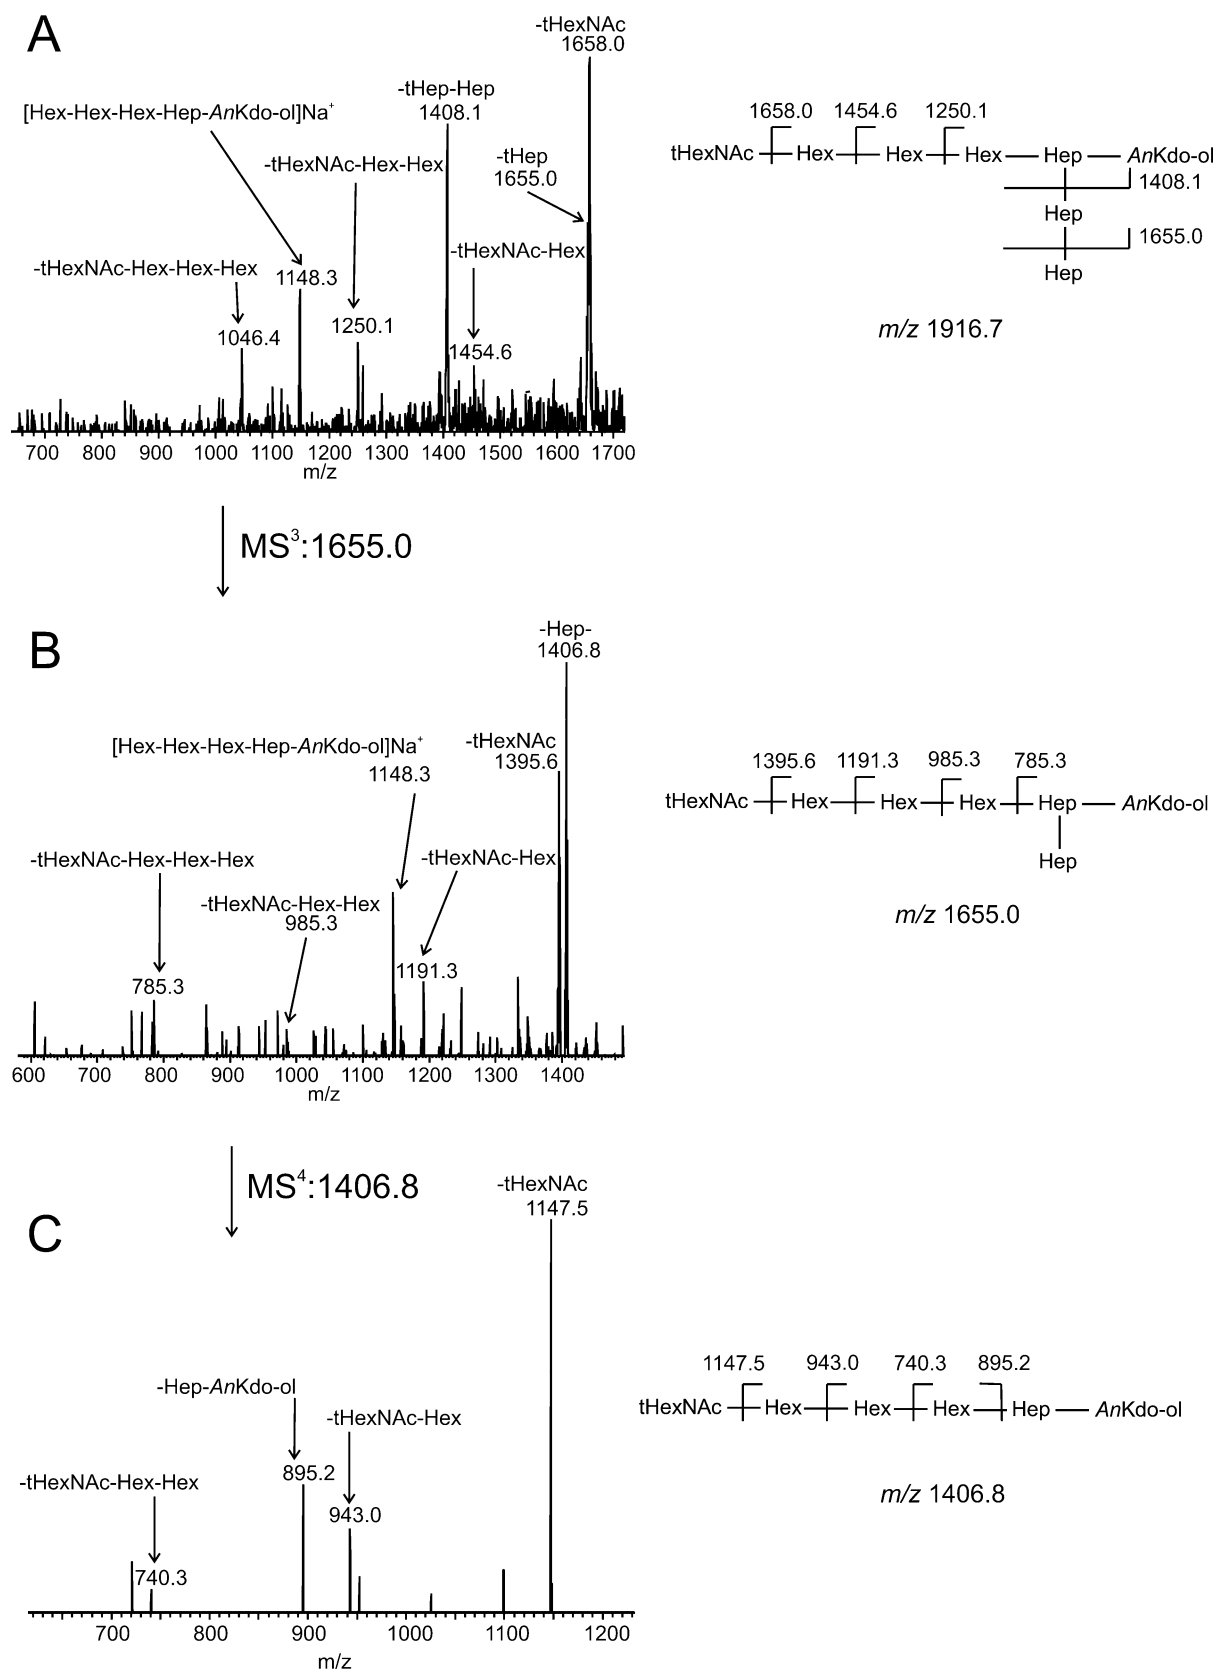 A
-tHexNAc
1658.0
-tHep-Hep
1408.1
[Hex-Hex-Hex-Hep-AnKdo-ol]Na⁺
-tHexNAc-Hex-Hex
-tHep
1655.0
-tHexNAc-Hex
-tHexNAc-Hex-Hex-Hex
1148.3
1046.4
1250.1
1454.6
700 800 900 1000 1100 1200 1300 1400 1500 1600 1700
m/z
1658.0 1454.6 1250.1
tHexNAc Hex Hex Hex Hep AnKdo-ol
1408.1
Hep
1655.0
Hep
m/z 1916.7
MS³:1655.0
B
-Hep-
1406.8
[Hex-Hex-Hex-Hep-AnKdo-ol]Na⁺
1148.3
-tHexNAc
1395.6
-tHexNAc-Hex-Hex-Hex
-tHexNAc-Hex
-tHexNAc-Hex-Hex
985.3
1191.3
785.3
600 700 800 900 1000 1100 1200 1300 1400
m/z
1395.6 1191.3 985.3 785.3
tHexNAc Hex Hex Hex Hep AnKdo-ol
Hep
m/z 1655.0
MS⁴:1406.8
C
-tHexNAc
1147.5
-Hep-AnKdo-ol
-tHexNAc-Hex
895.2
-tHexNAc-Hex-Hex
943.0
740.3
700 800 900 1000 1100 1200
m/z
1147.5 943.0 740.3 895.2
tHexNAc Hex Hex Hex Hep AnKdo-ol
m/z 1406.8